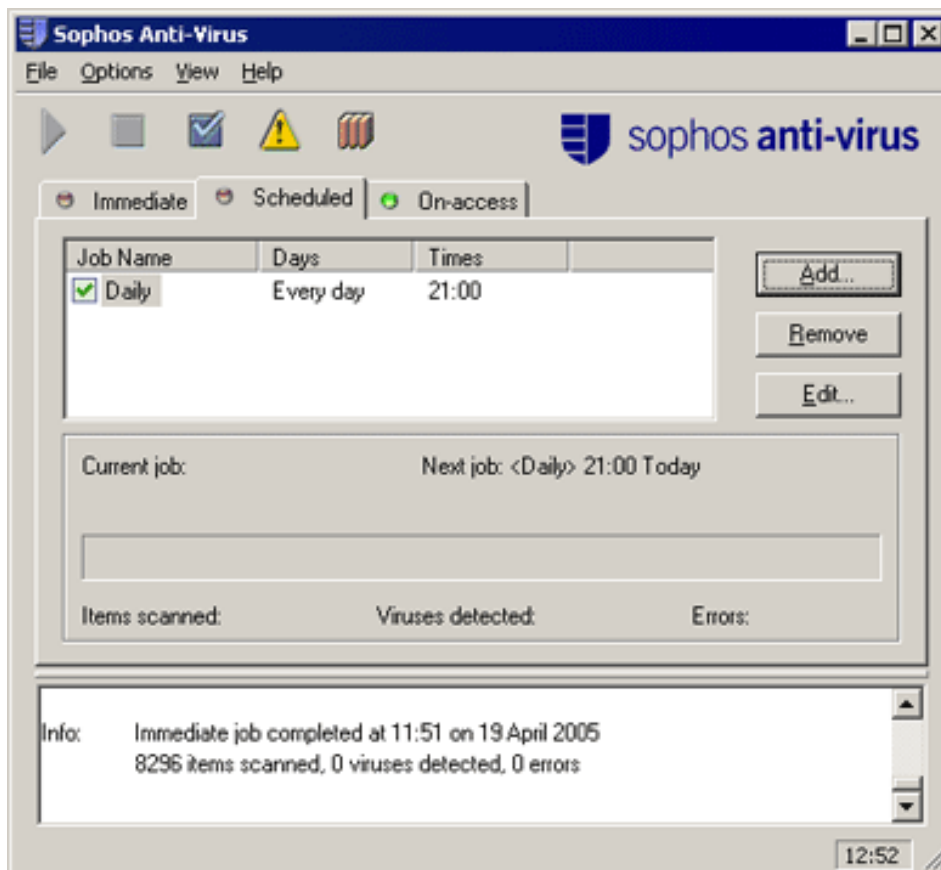 Sophos Anti-Virus
File Options View Help
sophos anti-virus
Immediate Scheduled On-access
Job Name Days Times
Daily Every day 21:00
Add...
Remove
Edit...
Current job: Next job: <Daily> 21:00 Today
Items scanned: Viruses detected: Errors:
Info: Immediate job completed at 11:51 on 19 April 2005
8296 items scanned, 0 viruses detected, 0 errors
12:52